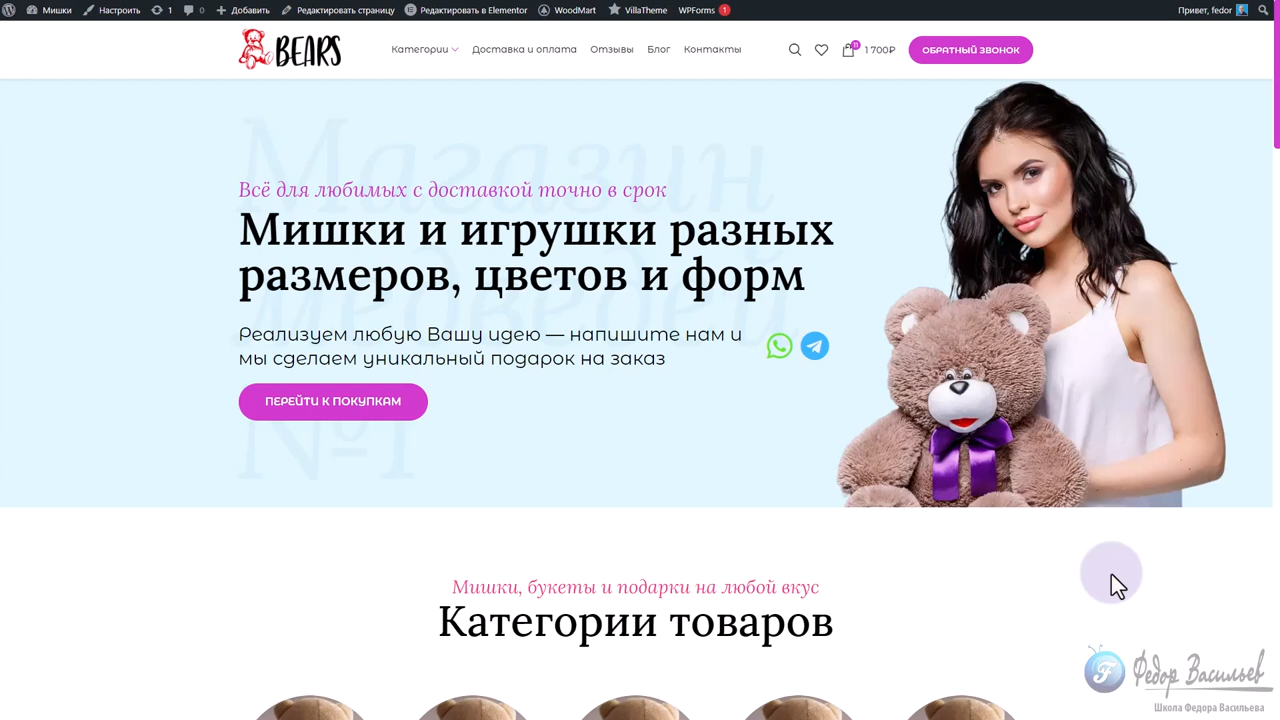 Мишки
Настроить
1
0
Добавить
Редактировать страницу
Редактировать в Elementor
WoodMart
VillaTheme
WPForms 1
Привет, fedor
BEARS
Категории
Доставка и оплата
Отзывы
Блог
Контакты
11
1 700₽
ОБРАТНЫЙ ЗВОНОК
Магазин
медведей
№1
Всё для любимых с доставкой точно в срок
Мишки и игрушки разных
размеров, цветов и форм
Реализуем любую Вашу идею — напишите нам и
мы сделаем уникальный подарок на заказ
ПЕРЕЙТИ К ПОКУПКАМ
Мишки, букеты и подарки на любой вкус
Категории товаров
F
Федор Васильев
Школа Федора Васильева